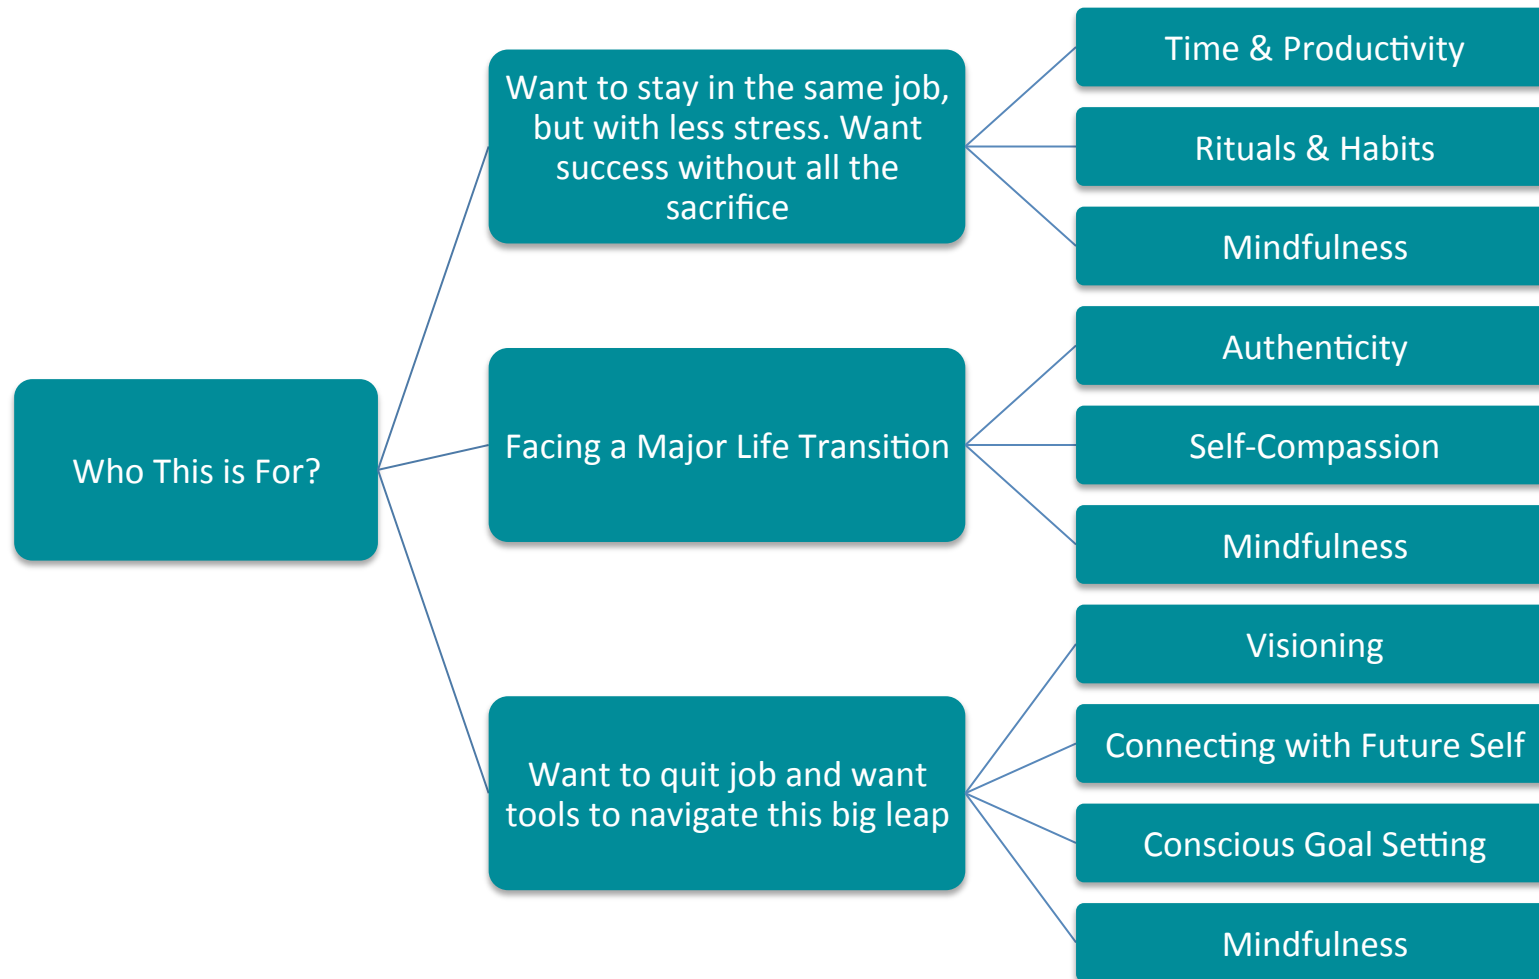 Who This is For?
Want to stay in the same job,
but with less stress. Want
success without all the
sacrifice
Time & Productivity
Rituals & Habits
Mindfulness
Facing a Major Life Transition
Authenticity
Self-Compassion
Mindfulness
Want to quit job and want
tools to navigate this big leap
Visioning
Connecting with Future Self
Conscious Goal Setting
Mindfulness